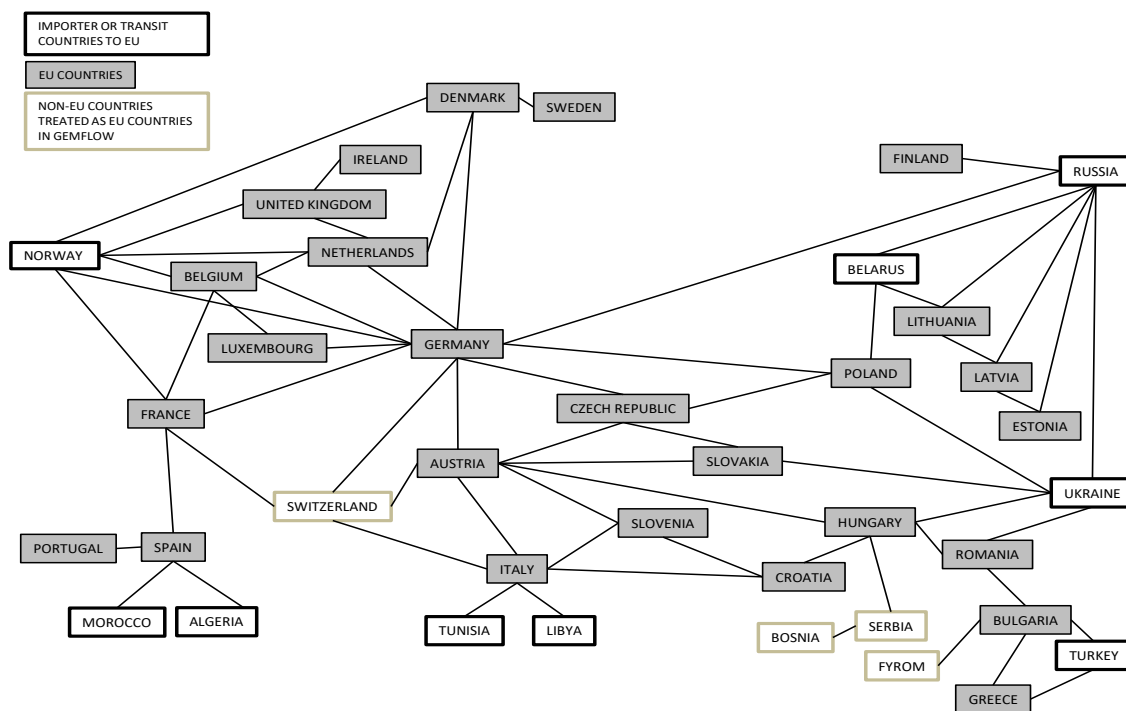 IMPORTER OR TRANSIT
COUNTRIES TO EU
EU COUNTRIES
NON-EU COUNTRIES
TREATED AS EU COUNTRIES
IN GEMFLOW
DENMARK
SWEDEN
IRELAND
FINLAND
RUSSIA
UNITED KINGDOM
NORWAY
NETHERLANDS
BELGIUM
BELARUS
LITHUANIA
LUXEMBOURG
GERMANY
POLAND
LATVIA
FRANCE
CZECH REPUBLIC
ESTONIA
AUSTRIA
SLOVAKIA
SWITZERLAND
UKRAINE
SLOVENIA
HUNGARY
PORTUGAL
SPAIN
ROMANIA
ITALY
CROATIA
MOROCCO
ALGERIA
TUNISIA
LIBYA
BOSNIA
SERBIA
BULGARIA
FYROM
TURKEY
GREECE